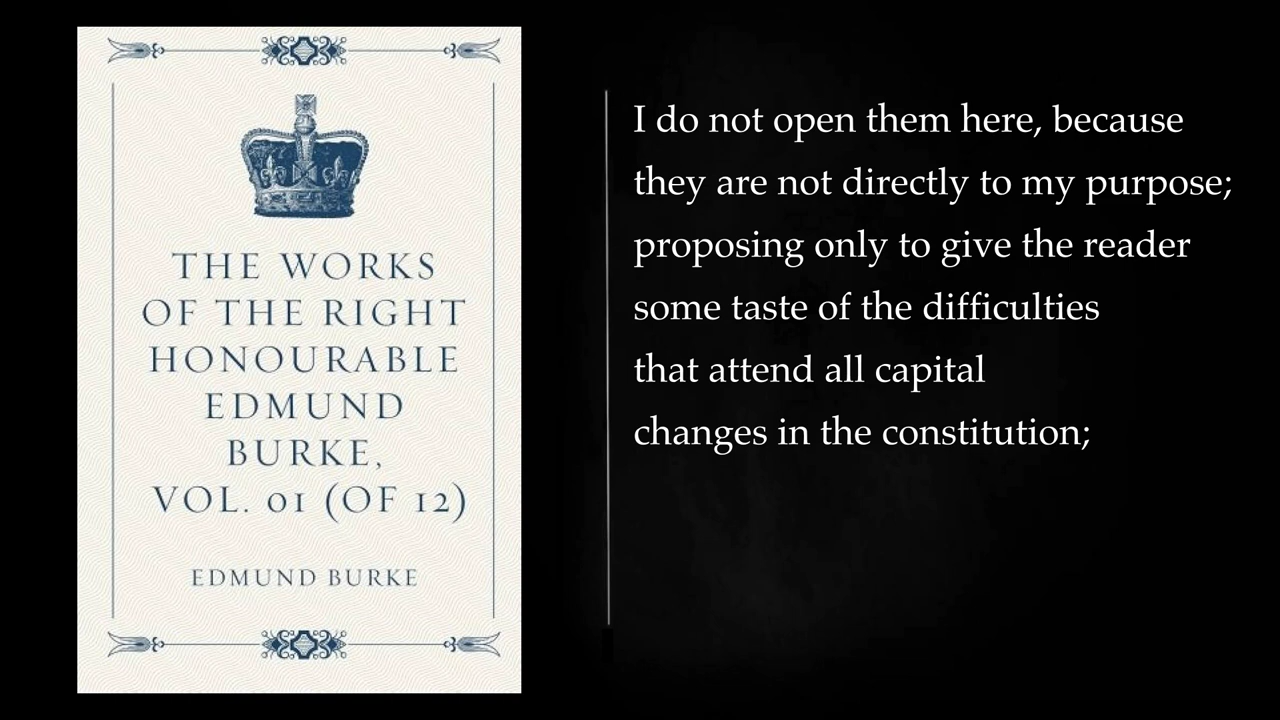 THE WORKS
OF THE RIGHT
HONOURABLE
EDMUND
BURKE,
VOL. 01 (OF 12)
EDMUND BURKE
I do not open them here, because
they are not directly to my purpose;
proposing only to give the reader
some taste of the difficulties
that attend all capital
changes in the constitution;